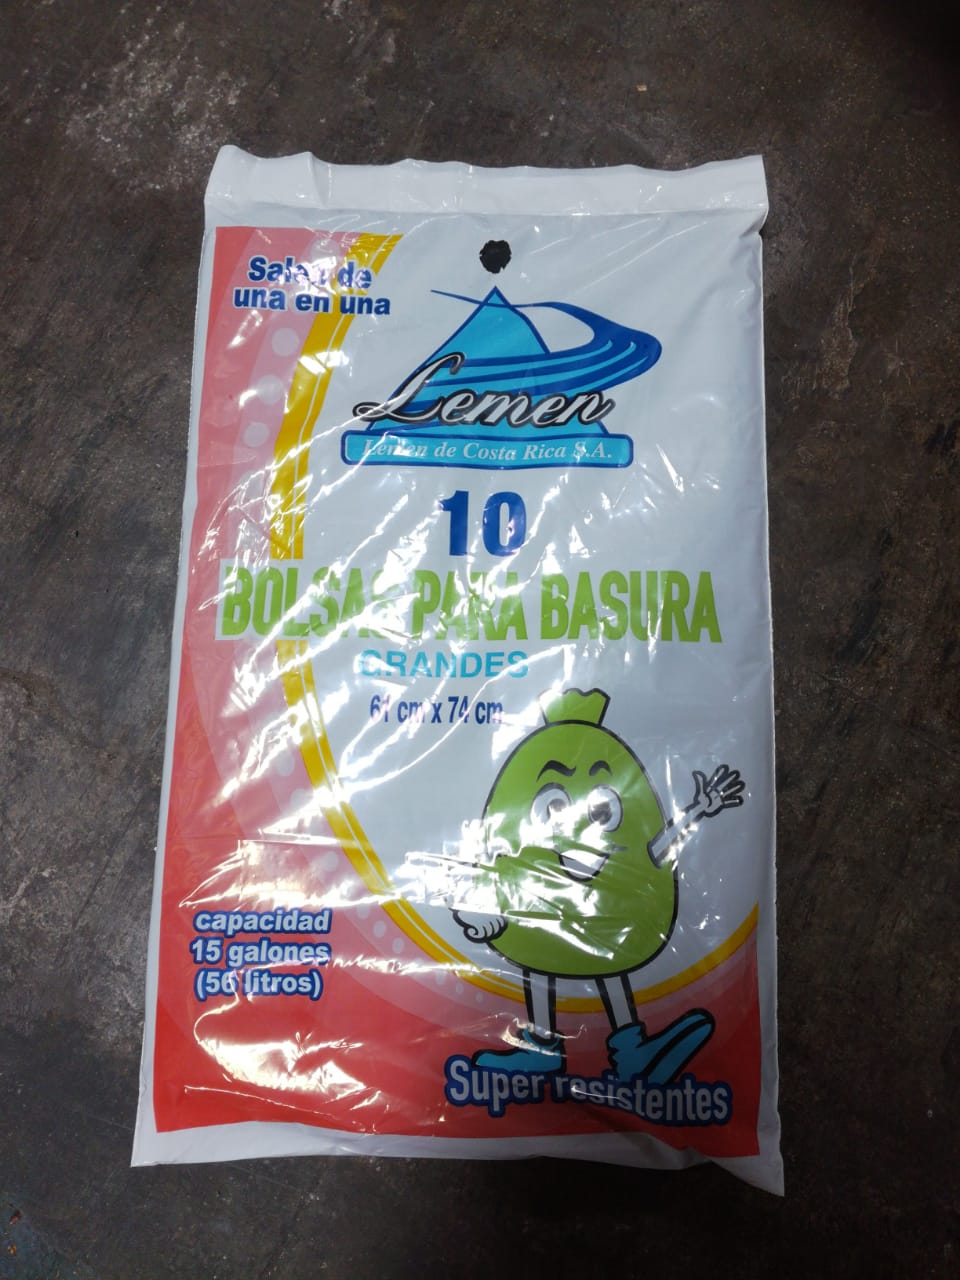 Salen de
una en una
Lemen
Lemen de Costa Rica S.A.
10
BOLSAS PARA BASURA
GRANDES
61 cm x 74 cm
capacidad
15 galones
(56 litros)
Super resistentes